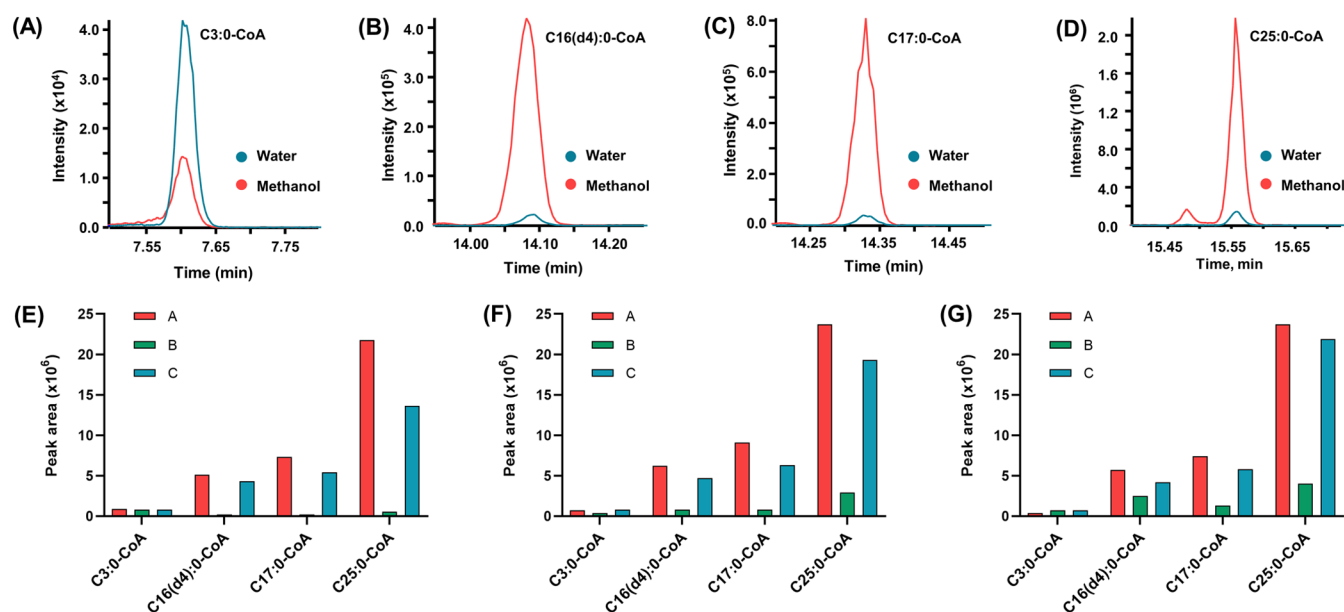 (A)
C3:0-CoA
Intensity (x10⁴)
4.0
3.0
2.0
1.0
0.0
Water
Methanol
7.55 7.65 7.75
Time (min)
(B)
C16(d4):0-CoA
Intensity (x10⁵)
4.0
3.0
2.0
1.0
0.0
Water
Methanol
14.00 14.10 14.20
Time (min)
(C)
C17:0-CoA
Intensity (x10⁵)
8.0
6.0
4.0
2.0
0.0
Water
Methanol
14.25 14.35 14.45
Time (min)
(D)
C25:0-CoA
Intensity (10⁶)
2.0
1.6
1.2
8.0
4.0
0.0
Water
Methanol
15.45 15.55 15.65
Time, min
(E)
Peak area (x10⁶)
25
20
15
10
5
0
A
B
C
C3:0-CoA
C16(d4):0-CoA
C17:0-CoA
C25:0-CoA
(F)
Peak area (x10⁶)
25
20
15
10
5
0
A
B
C
C3:0-CoA
C16(d4):0-CoA
C17:0-CoA
C25:0-CoA
(G)
Peak area (x10⁶)
25
20
15
10
5
0
A
B
C
C3:0-CoA
C16(d4):0-CoA
C17:0-CoA
C25:0-CoA